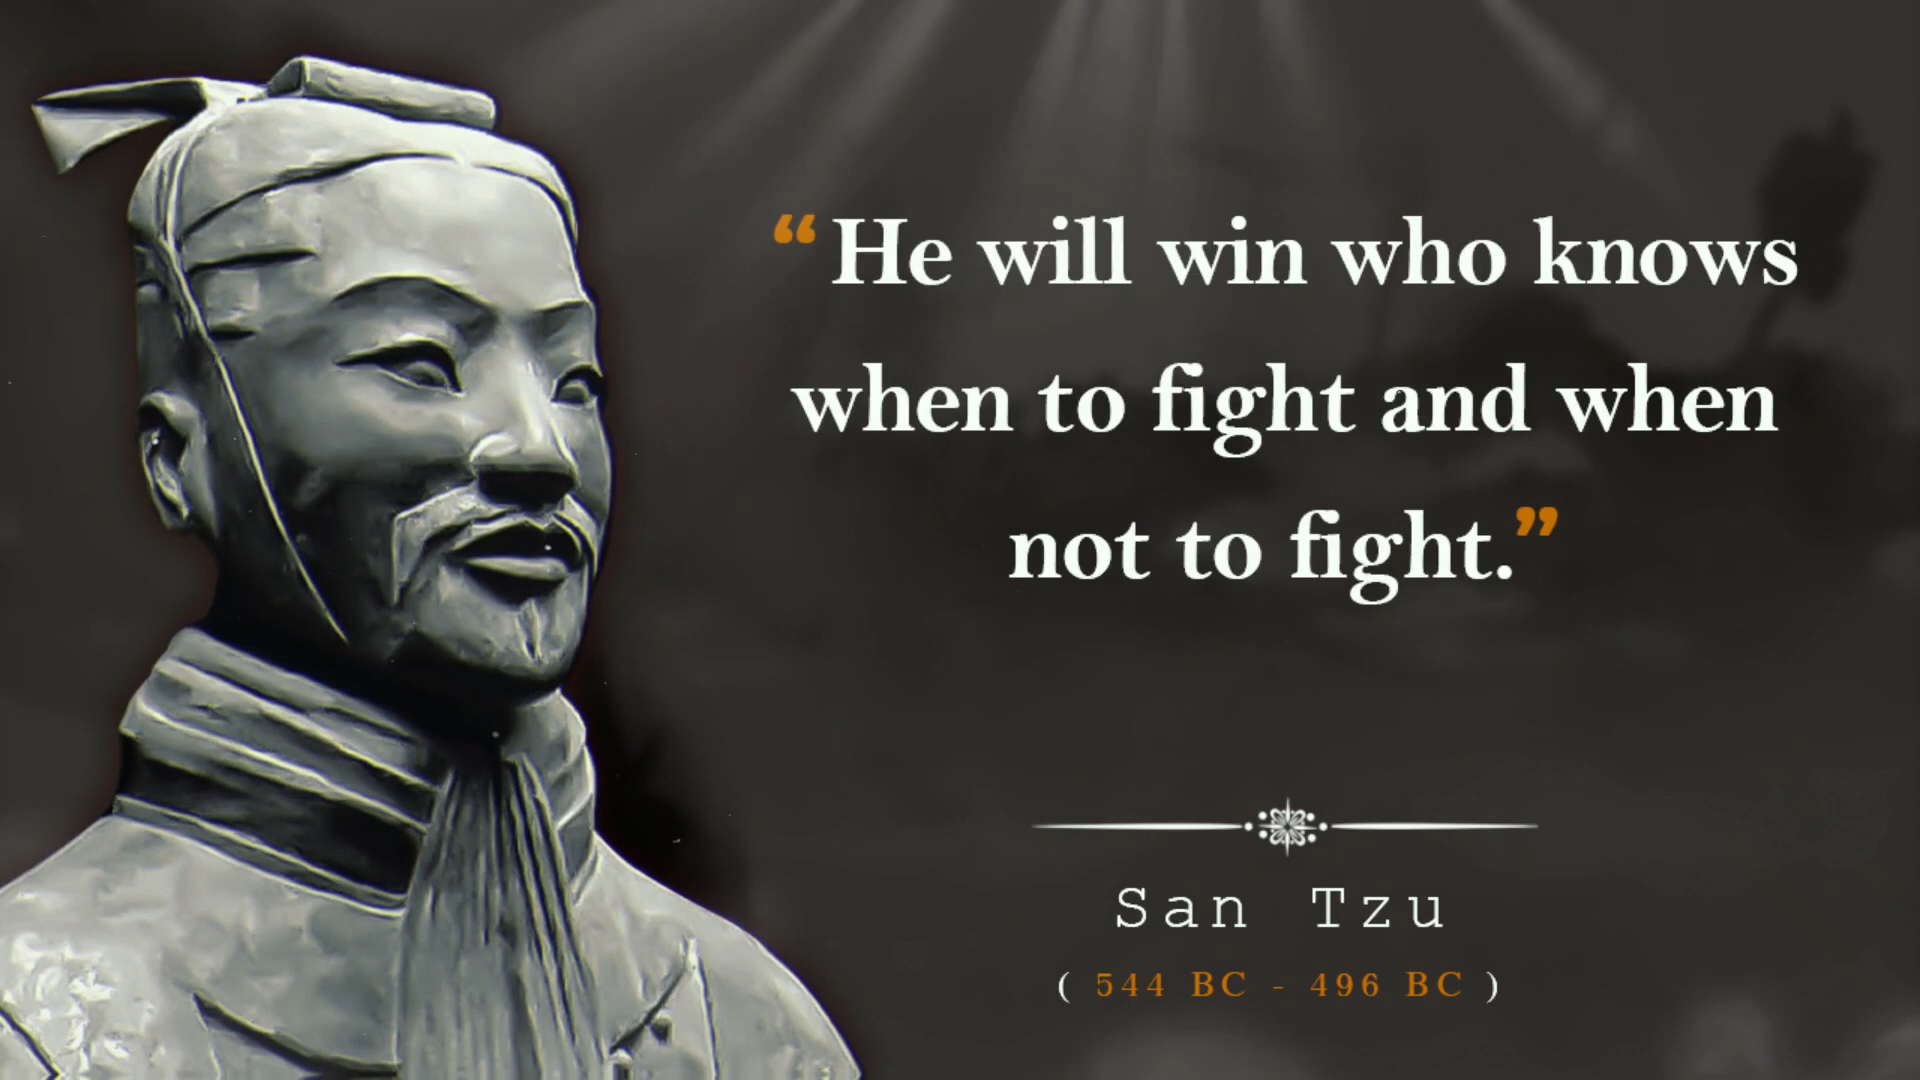 “He will win who knows
when to fight and when
not to fight.”
San Tzu
( 544 BC - 496 BC )